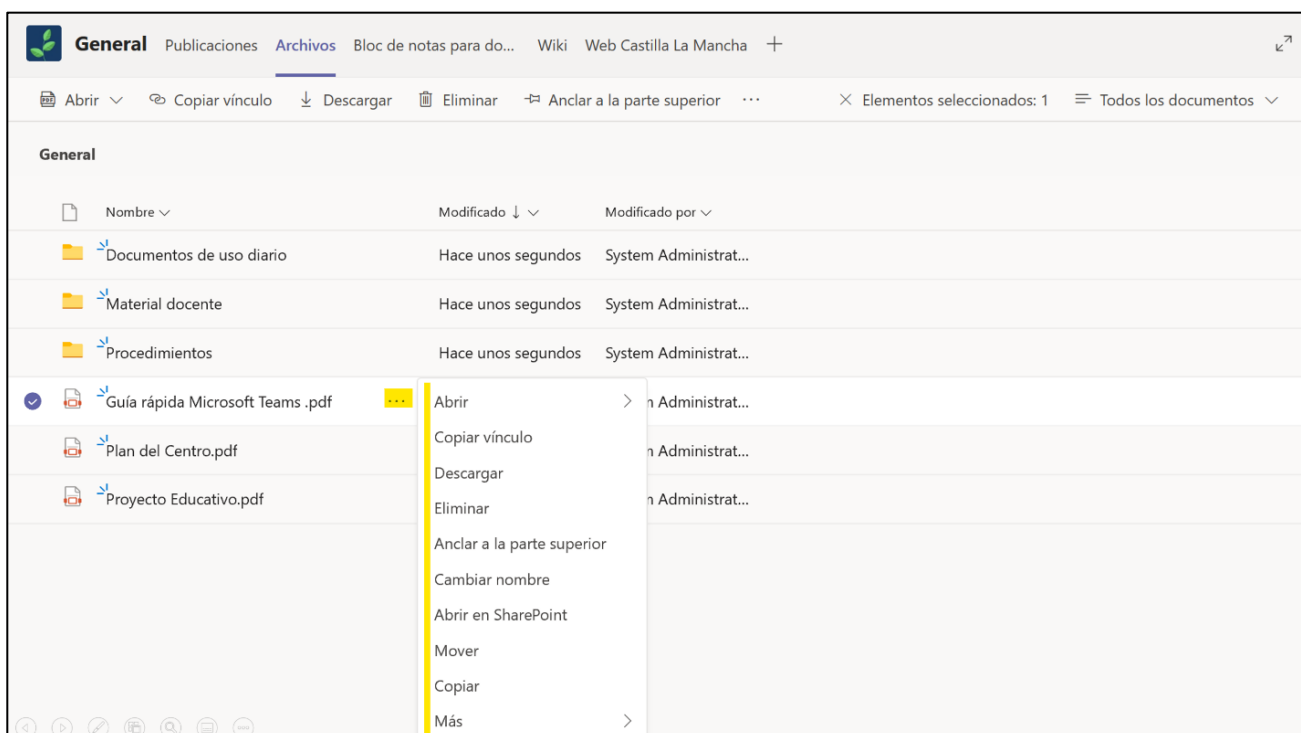 General Publicaciones Archivos Bloc de notas para do... Wiki Web Castilla La Mancha +
Abrir Copiar vínculo Descargar Eliminar Anclar a la parte superior ... Elementos seleccionados: 1 Todos los documentos
General
Nombre Modificado Modificado por
Documentos de uso diario Hace unos segundos System Administrat...
Material docente Hace unos segundos System Administrat...
Procedimientos Hace unos segundos System Administrat...
Guía rápida Microsoft Teams .pdf ... Abrir n Administrat...
Copiar vínculo
Plan del Centro.pdf n Administrat...
Descargar
Proyecto Educativo.pdf n Administrat...
Eliminar
Anclar a la parte superior
Cambiar nombre
Abrir en SharePoint
Mover
Copiar
Más